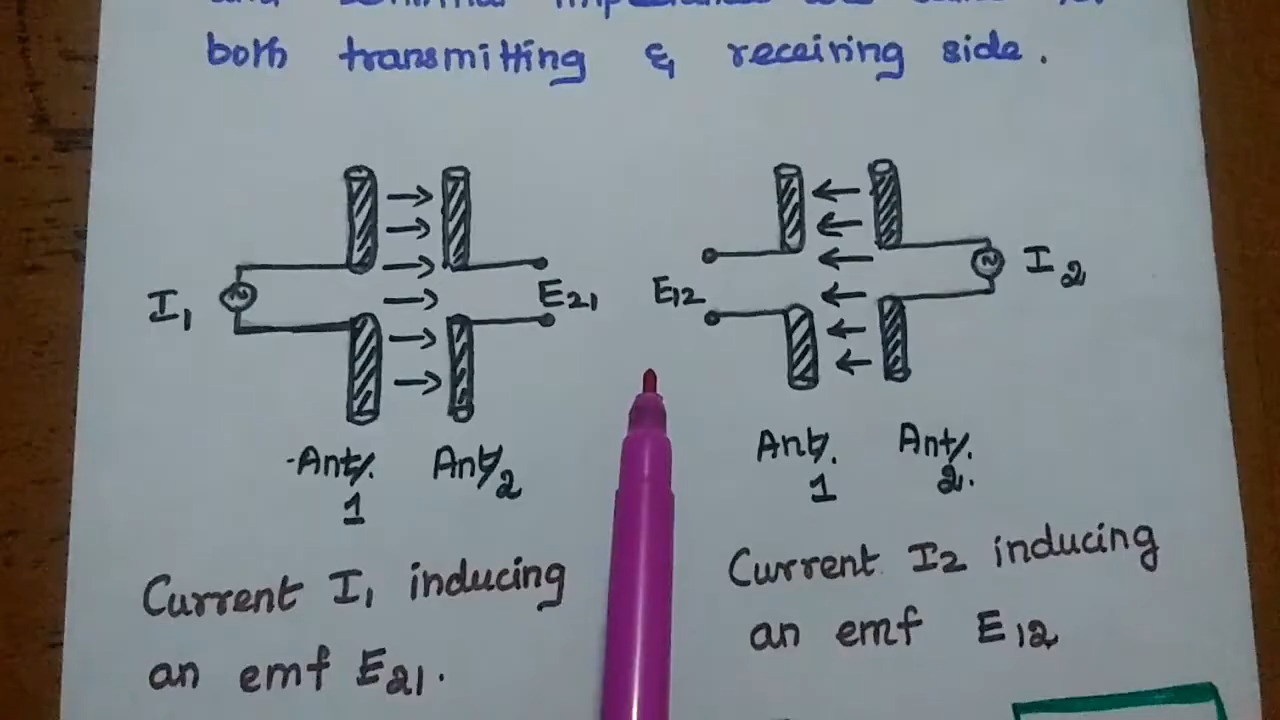 both transmitting & receiving side.
I1
E21
E12
I2
Ant/. 1
Ant/ 2
Ant/. 1
Ant/. 2.
Current I1 inducing
an emf E21.
Current I2 inducing
an emf E12